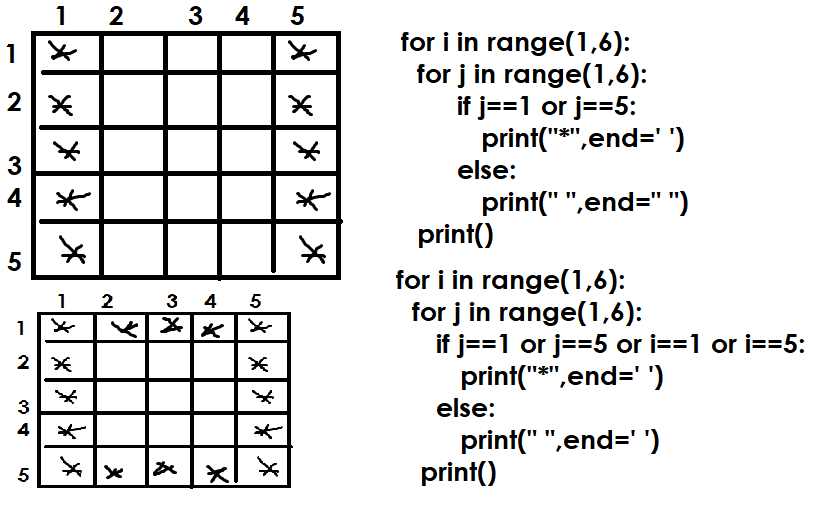 1 2 3 4 5
1
2
3
4
5
for i in range(1,6):
for j in range(1,6):
if j==1 or j==5:
print("*",end=' ')
else:
print(" ",end=" ")
print()
1 2 3 4 5
1
2
3
4
5
for i in range(1,6):
for j in range(1,6):
if j==1 or j==5 or i==1 or i==5:
print("*",end=' ')
else:
print(" ",end=' ')
print()